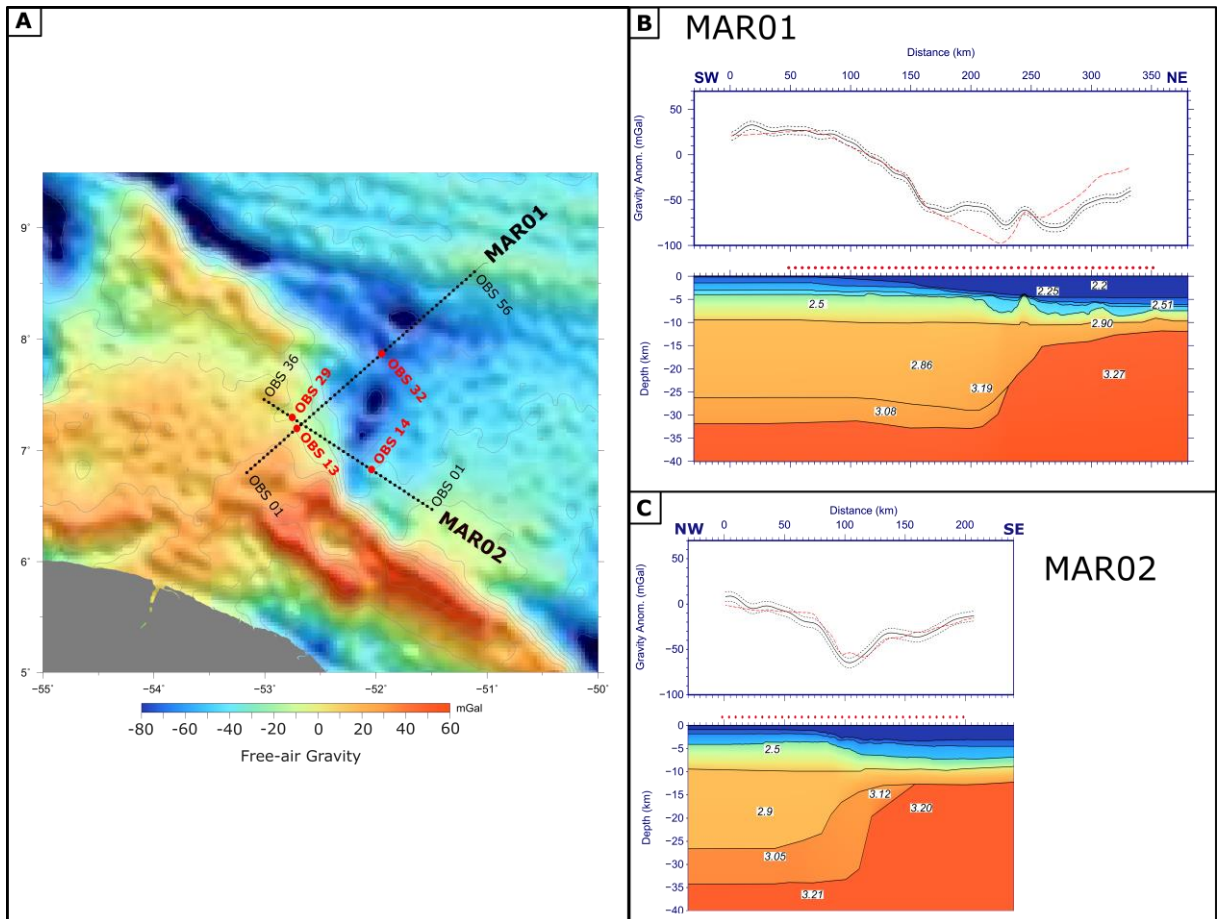 A
9˚
8˚
7˚
6˚
5˚
−55˚
−54˚
−53˚
−52˚
−51˚
−50˚
MAR01
OBS 56
OBS 36
OBS 29
OBS 32
OBS 13
OBS 14
OBS 01
OBS 01
MAR02
mGal
-80 -60 -40 -20 0 20 40 60
Free-air Gravity
B
MAR01
Distance (km)
SW 0 50 100 150 200 250 300 350 NE
Gravity Anom. (mGal)
50
0
−50
−100
Depth (km)
0
−5
−10
−15
−20
−25
−30
−35
−40
2.25
2.2
2.5
2.51
2.90
2.86
3.19
3.27
3.08
C
MAR02
Distance (km)
NW 0 50 100 150 200 SE
Gravity Anom. (mGal)
50
0
−50
−100
Depth (km)
0
−5
−10
−15
−20
−25
−30
−35
−40
2.5
3.12
3.20
2.9
3.05
3.21